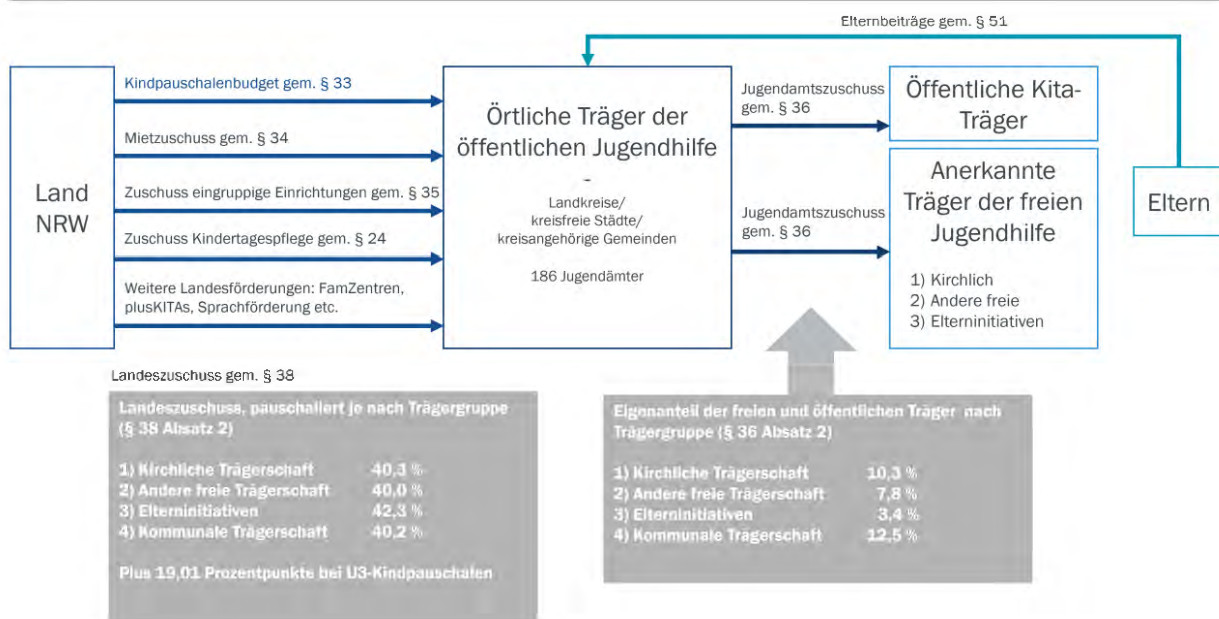 Elternbeiträge gem. § 51
Land
NRW
Kindpauschalenbudget gem. § 33
Mietzuschuss gem. § 34
Zuschuss eingruppige Einrichtungen gem. § 35
Zuschuss Kindertagespflege gem. § 24
Weitere Landesförderungen: FamZentren,
plusKITAs, Sprachförderung etc.
Örtliche Träger der
öffentlichen Jugendhilfe
-
Landkreise/
kreisfreie Städte/
kreisangehörige Gemeinden
186 Jugendämter
Jugendamtszuschuss
gem. § 36
Jugendamtszuschuss
gem. § 36
Öffentliche Kita-
Träger
Anerkannte
Träger der freien
Jugendhilfe
1) Kirchlich
2) Andere freie
3) Elterninitiativen
Eltern
Landeszuschuss gem. § 38
Landeszuschuss, pauschaliert je nach Trägergruppe
(§ 38 Absatz 2)
1) Kirchliche Trägerschaft 40,3 %
2) Andere freie Trägerschaft 40,0 %
3) Elterninitiativen 42,3 %
4) Kommunale Trägerschaft 40,2 %
Plus 19,01 Prozentpunkte bei U3-Kindpauschalen
Eigenanteil der freien und öffentlichen Träger nach
Trägergruppe (§ 36 Absatz 2)
1) Kirchliche Trägerschaft 10,3 %
2) Andere freie Trägerschaft 7,8 %
3) Elterninitiativen 3,4 %
4) Kommunale Trägerschaft 12,5 %